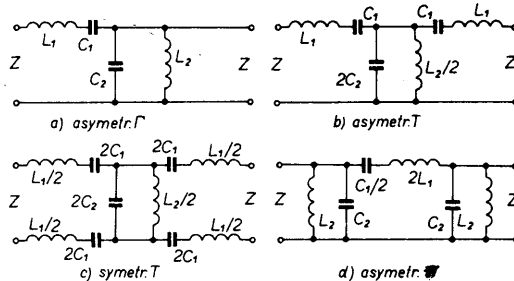 L₁ C₁ C₂ L₂ Z Z
a) asymetr. Γ
L₁ C₁ C₁ L₁ Z 2C₂ L₂/2 Z
b) asymetr. T
L₁/2 2C₁ 2C₁ L₁/2
Z 2C₂ L₂/2 Z
L₁/2 2C₁ 2C₁ L₁/2
c) symetr. T
Z L₂ C₂ C₁/2 2L₁ C₂ L₂ Z
d) asymetr.